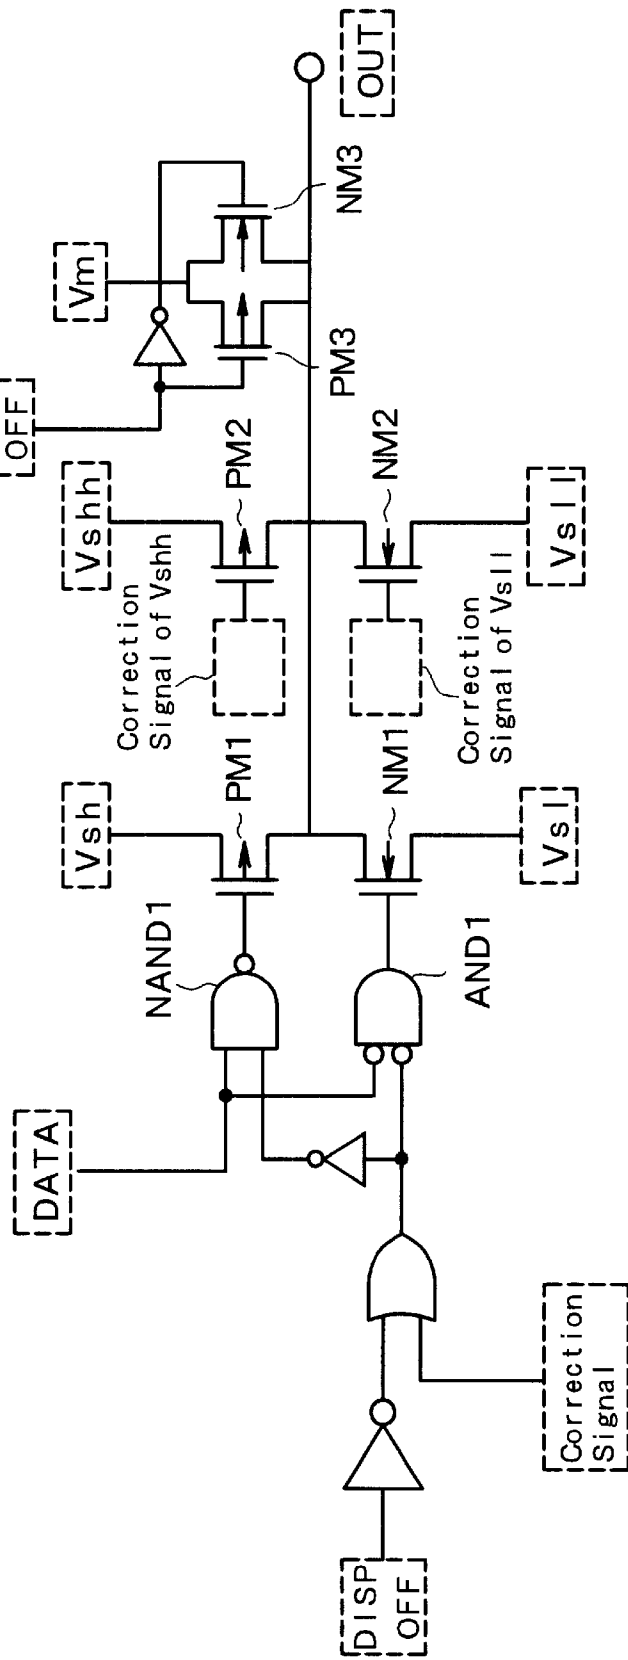 DISP
OFF
Correction
Signal
DATA
NAND1
AND1
Vsh
PM1
NM1
Vsl
Correction
Signal of Vshh
Correction
Signal of Vsll
Vshh
PM2
NM2
Vsll
OFF
Vm
PM3
NM3
OUT